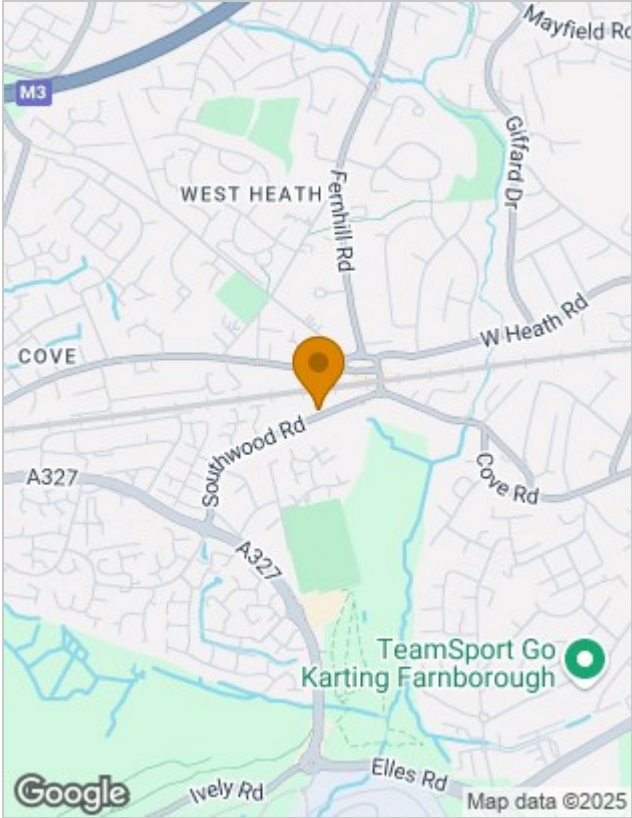 Mayfield Rd
M3
Giffard Dr
WEST HEATH
Fernhill Rd
W Heath Rd
COVE
Southwood Rd
A327
Cove Rd
A327
TeamSport Go
Karting Farnborough
Elles Rd
Ively Rd
Google
Map data ©2025